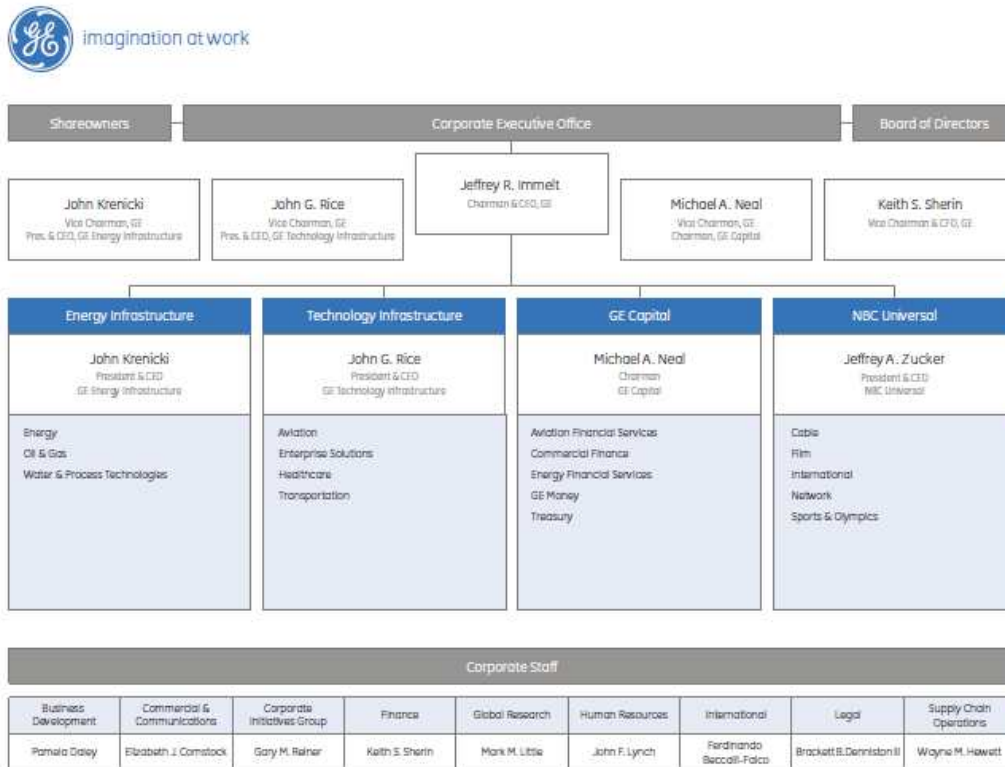 GE imagination at work
Shareowners
Corporate Executive Office
Board of Directors
John Krenicki
Vice Chairman, GE
Pres. & CEO, GE Energy Infrastructure
John G. Rice
Vice Chairman, GE
Pres. & CEO, GE Technology Infrastructure
Jeffrey R. Immelt
Chairman & CEO, GE
Michael A. Neal
Vice Chairman, GE
Chairman, GE Capital
Keith S. Sherin
Vice Chairman & CFO, GE
Energy Infrastructure
John Krenicki
President & CEO
GE Energy Infrastructure
Energy
Oil & Gas
Water & Process Technologies
Technology Infrastructure
John G. Rice
President & CEO
GE Technology Infrastructure
Aviation
Enterprise Solutions
Healthcare
Transportation
GE Capital
Michael A. Neal
Chairman
GE Capital
Aviation Financial Services
Commercial Finance
Energy Financial Services
GE Money
Treasury
NBC Universal
Jeffrey A. Zucker
President & CEO
NBC Universal
Cable
Film
International
Network
Sports & Olympics
Corporate Staff
Business
Development
Pamela Daley
Commercial &
Communications
Elizabeth J. Comstock
Corporate
Initiatives Group
Gary M. Reiner
Finance
Keith S. Sherin
Global Research
Mark M. Little
Human Resources
John F. Lynch
International
Ferdinando
Beccalli-Falco
Legal
Brackett B. Denniston III
Supply Chain
Operations
Wayne M. Hewett